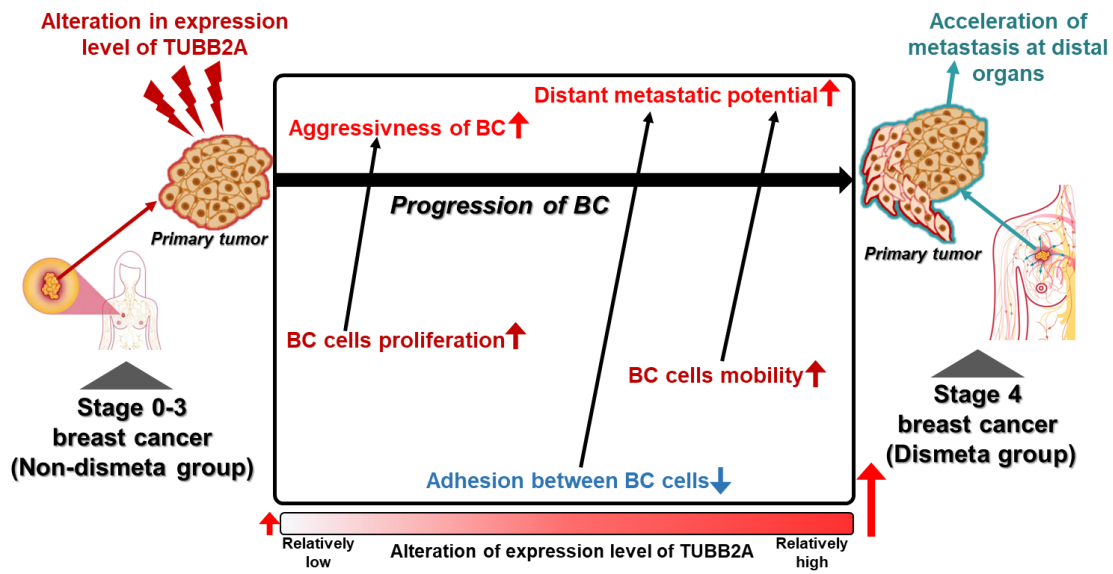 Alteration in expression
level of TUBB2A
Acceleration of
metastasis at distal
organs
Distant metastatic potential
Aggressivness of BC
Progression of BC
Primary tumor
Primary tumor
BC cells proliferation
BC cells mobility
Stage 0-3
breast cancer
(Non-dismeta group)
Stage 4
breast cancer
(Dismeta group)
Adhesion between BC cells
Relatively
low
Alteration of expression level of TUBB2A
Relatively
high